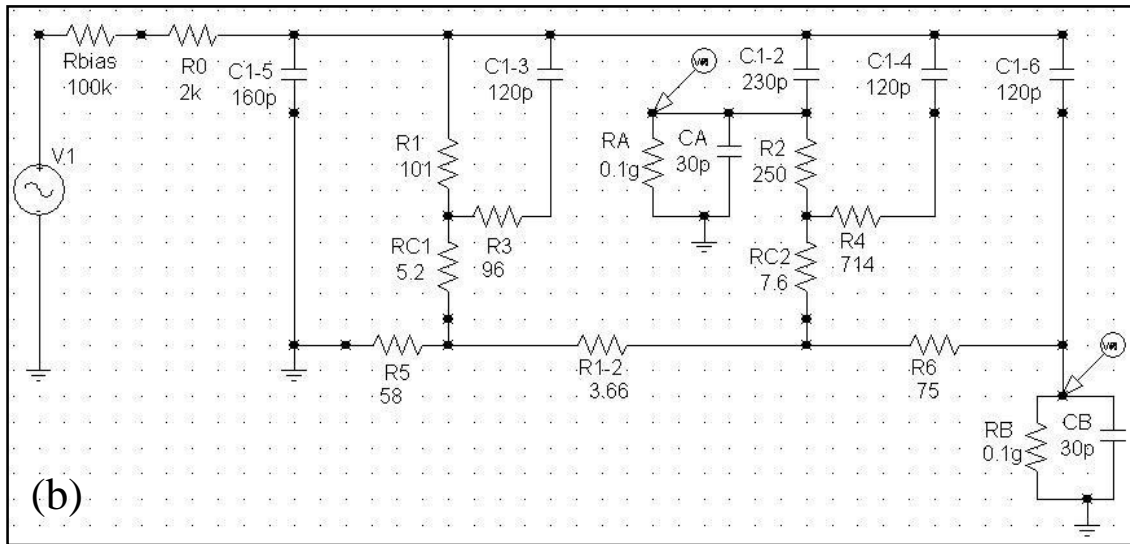 Rbias
100k
R0
2k
C1-5
160p
C1-3
120p
C1-2
230p
C1-4
120p
C1-6
120p
V1
R1
101
RA
0.1g
CA
30p
R2
250
RC1
5.2
R3
96
RC2
7.6
R4
714
R5
58
R1-2
3.66
R6
75
RB
0.1g
CB
30p
(b)